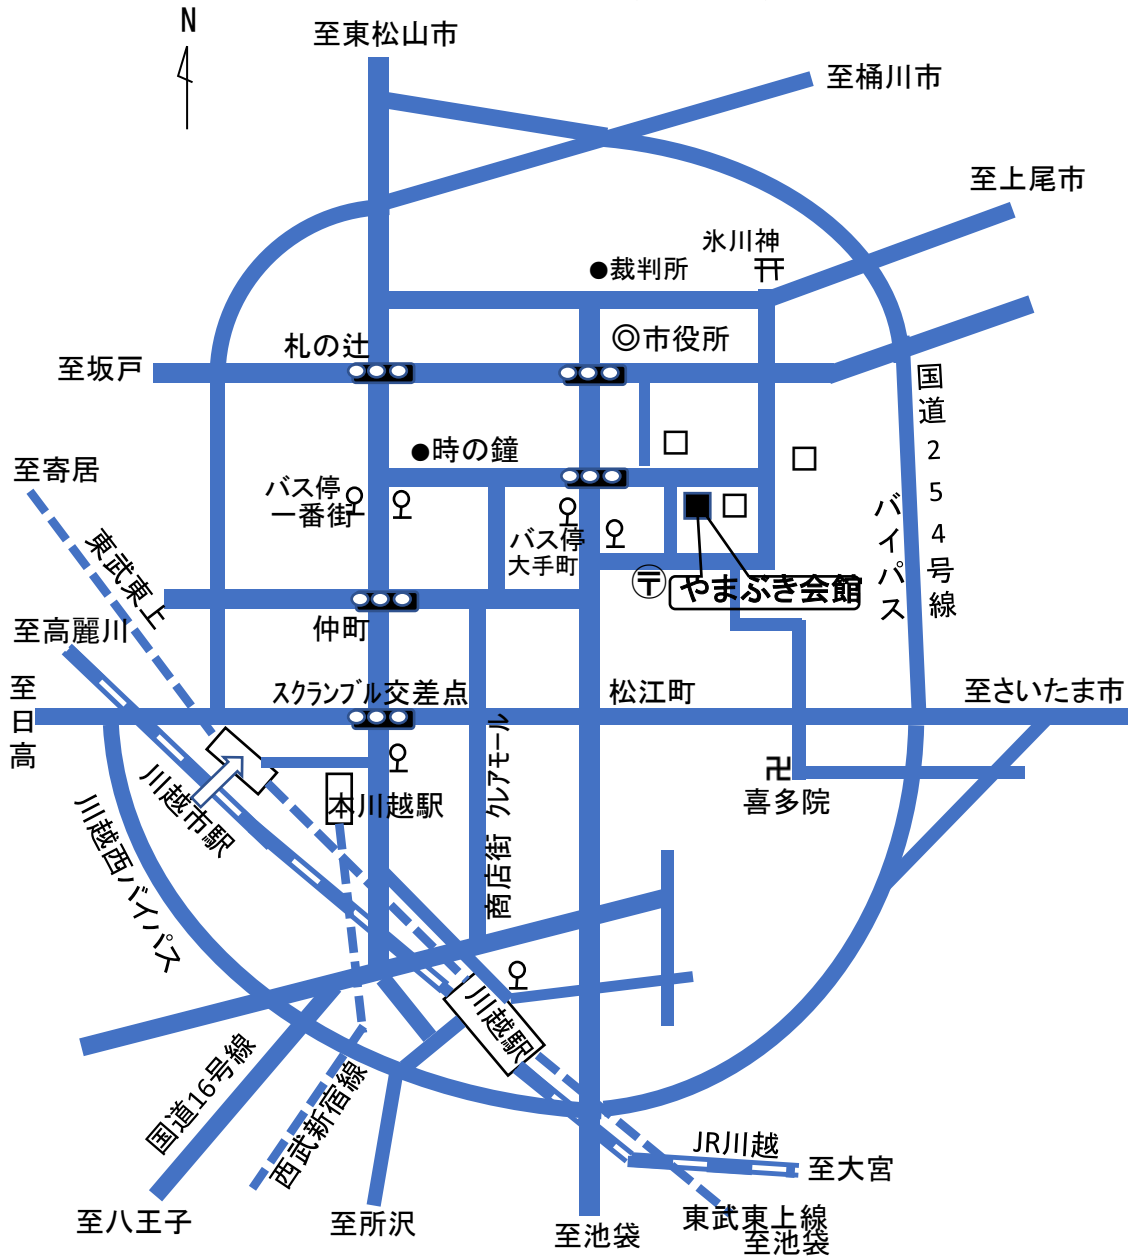 N
至東松山市
至桶川市
至上尾市
氷川神
●裁判所
◎市役所
札の辻
至坂戸
国道254号線
バイパス
●時の鐘
至寄居
バス停
一番街
バス停
大手町
東武東上
〒
やまぶき会館
至高麗川
仲町
至日高
スクランブル交差点
松江町
至さいたま市
商店街 クレアモール
川越市駅
本川越駅
卍
喜多院
川越西バイパス
川越駅
国道16号線
西武新宿線
JR川越
至大宮
至八王子
至所沢
至池袋
東武東上線
至池袋